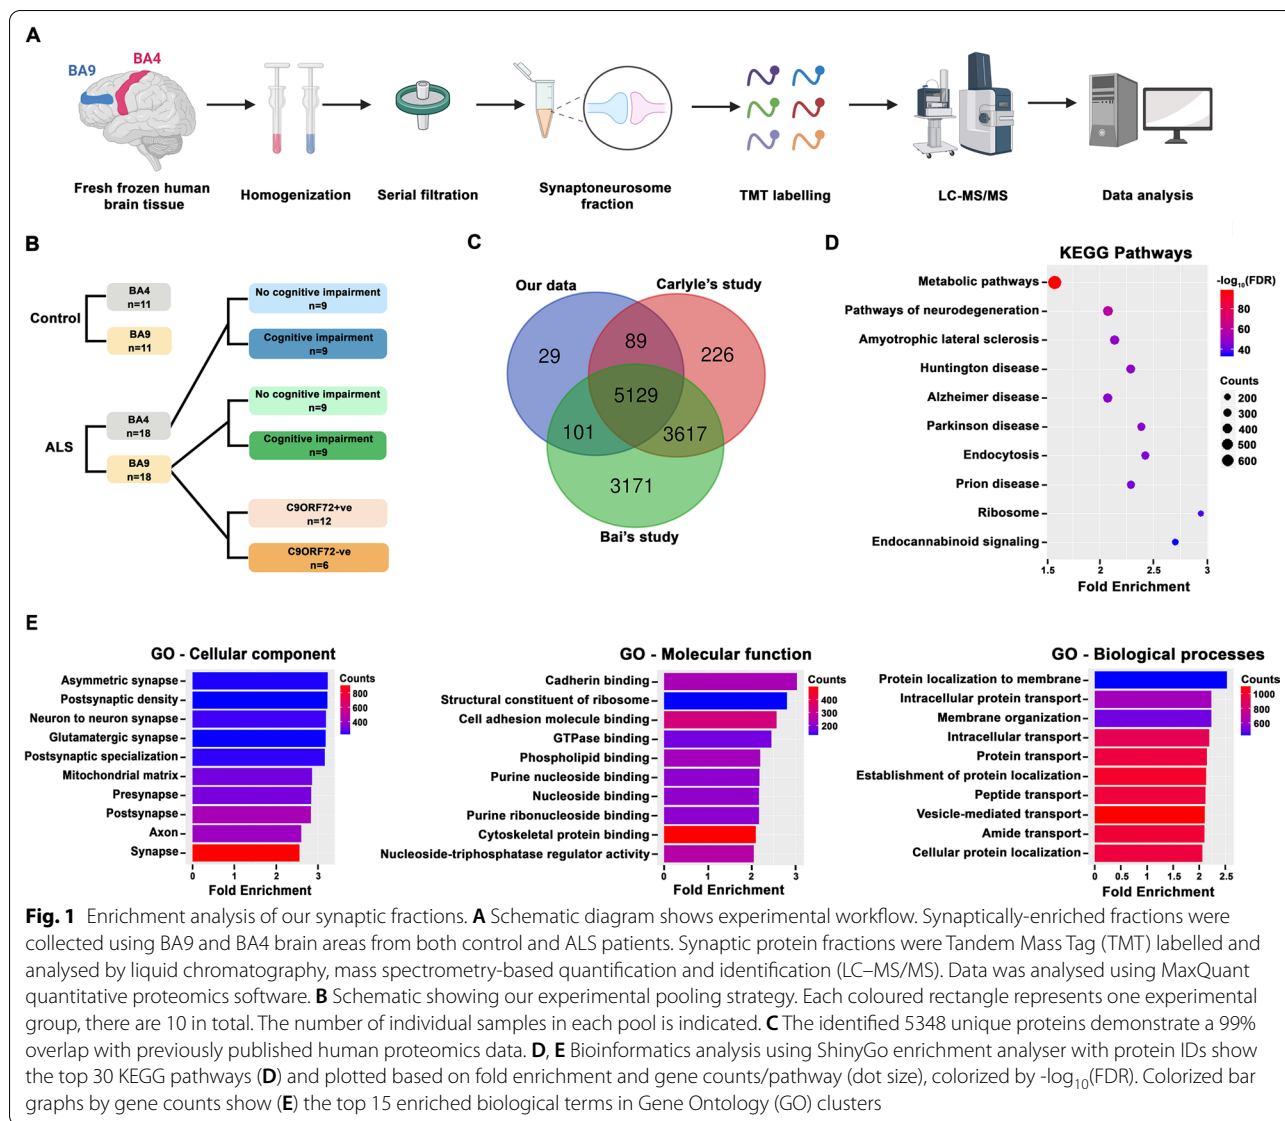 A
BA9
BA4
Fresh frozen human
brain tissue
Homogenization
Serial filtration
Synaptoneurosome
fraction
TMT labelling
LC-MS/MS
Data analysis
B
Control
BA4
n=11
BA9
n=11
ALS
BA4
n=18
BA9
n=18
No cognitive impairment
n=9
Cognitive impairment
n=9
No cognitive impairment
n=9
Cognitive impairment
n=9
C9ORF72+ve
n=12
C9ORF72-ve
n=6
C
Our data
Carlyle's study
29
89
226
5129
101
3617
3171
Bai's study
D
KEGG Pathways
Metabolic pathways
Pathways of neurodegeneration
Amyotrophic lateral sclerosis
Huntington disease
Alzheimer disease
Parkinson disease
Endocytosis
Prion disease
Ribosome
Endocannabinoid signaling
1.5 2 2.5 3
Fold Enrichment
-log10(FDR)
80
60
40
Counts
200
300
400
500
600
E
GO - Cellular component
Asymmetric synapse
Postsynaptic density
Neuron to neuron synapse
Glutamatergic synapse
Postsynaptic specialization
Mitochondrial matrix
Presynapse
Postsynapse
Axon
Synapse
0 1 2 3
Fold Enrichment
Counts
800
600
400
GO - Molecular function
Cadherin binding
Structural constituent of ribosome
Cell adhesion molecule binding
GTPase binding
Phospholipid binding
Purine nucleoside binding
Nucleoside binding
Purine ribonucleoside binding
Cytoskeletal protein binding
Nucleoside-triphosphatase regulator activity
0 1 2 3
Fold Enrichment
Counts
400
300
200
GO - Biological processes
Protein localization to membrane
Intracellular protein transport
Membrane organization
Intracellular transport
Protein transport
Establishment of protein localization
Peptide transport
Vesicle-mediated transport
Amide transport
Cellular protein localization
0 0.5 1 1.5 2 2.5
Fold Enrichment
Counts
1000
800
600
Fig. 1 Enrichment analysis of our synaptic fractions. A Schematic diagram shows experimental workflow. Synaptically-enriched fractions were
collected using BA9 and BA4 brain areas from both control and ALS patients. Synaptic protein fractions were Tandem Mass Tag (TMT) labelled and
analysed by liquid chromatography, mass spectrometry-based quantification and identification (LC–MS/MS). Data was analysed using MaxQuant
quantitative proteomics software. B Schematic showing our experimental pooling strategy. Each coloured rectangle represents one experimental
group, there are 10 in total. The number of individual samples in each pool is indicated. C The identified 5348 unique proteins demonstrate a 99%
overlap with previously published human proteomics data. D, E Bioinformatics analysis using ShinyGo enrichment analyser with protein IDs show
the top 30 KEGG pathways (D) and plotted based on fold enrichment and gene counts/pathway (dot size), colorized by -log10(FDR). Colorized bar
graphs by gene counts show (E) the top 15 enriched biological terms in Gene Ontology (GO) clusters